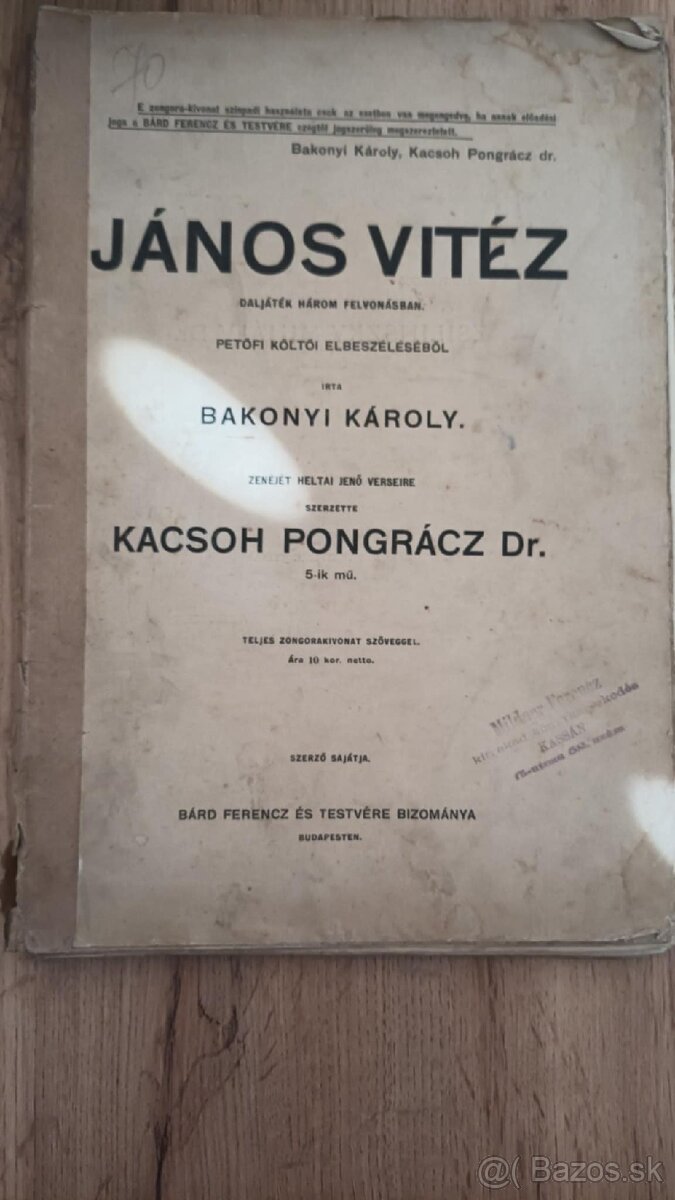 70
E zongora-kivonat szinpadi használata csak az esetben van megengedve, ha annak előadási
joga a BÁRD FERENCZ ÉS TESTVÉRE czégtől jogszerüleg megszereztetett.
Bakonyi Károly, Kacsoh Pongrácz dr.
JÁNOS VITÉZ
DALJÁTÉK HÁROM FELVONÁSBAN.
PETŐFI KÖLTŐI ELBESZÉLÉSÉBŐL
IRTA
BAKONYI KÁROLY.
ZENÉJÉT HELTAI JENŐ VERSEIRE
SZERZETTE
KACSOH PONGRÁCZ Dr.
5-ik mű.
TELJES ZONGORAKIVONAT SZÖVEGGEL.
Ára 10 kor. netto.
Ferencz
KASSÁN
SZERZŐ SAJÁTJA.
BÁRD FERENCZ ÉS TESTVÉRE BIZOMÁNYA
BUDAPESTEN.
@( Bazos.sk